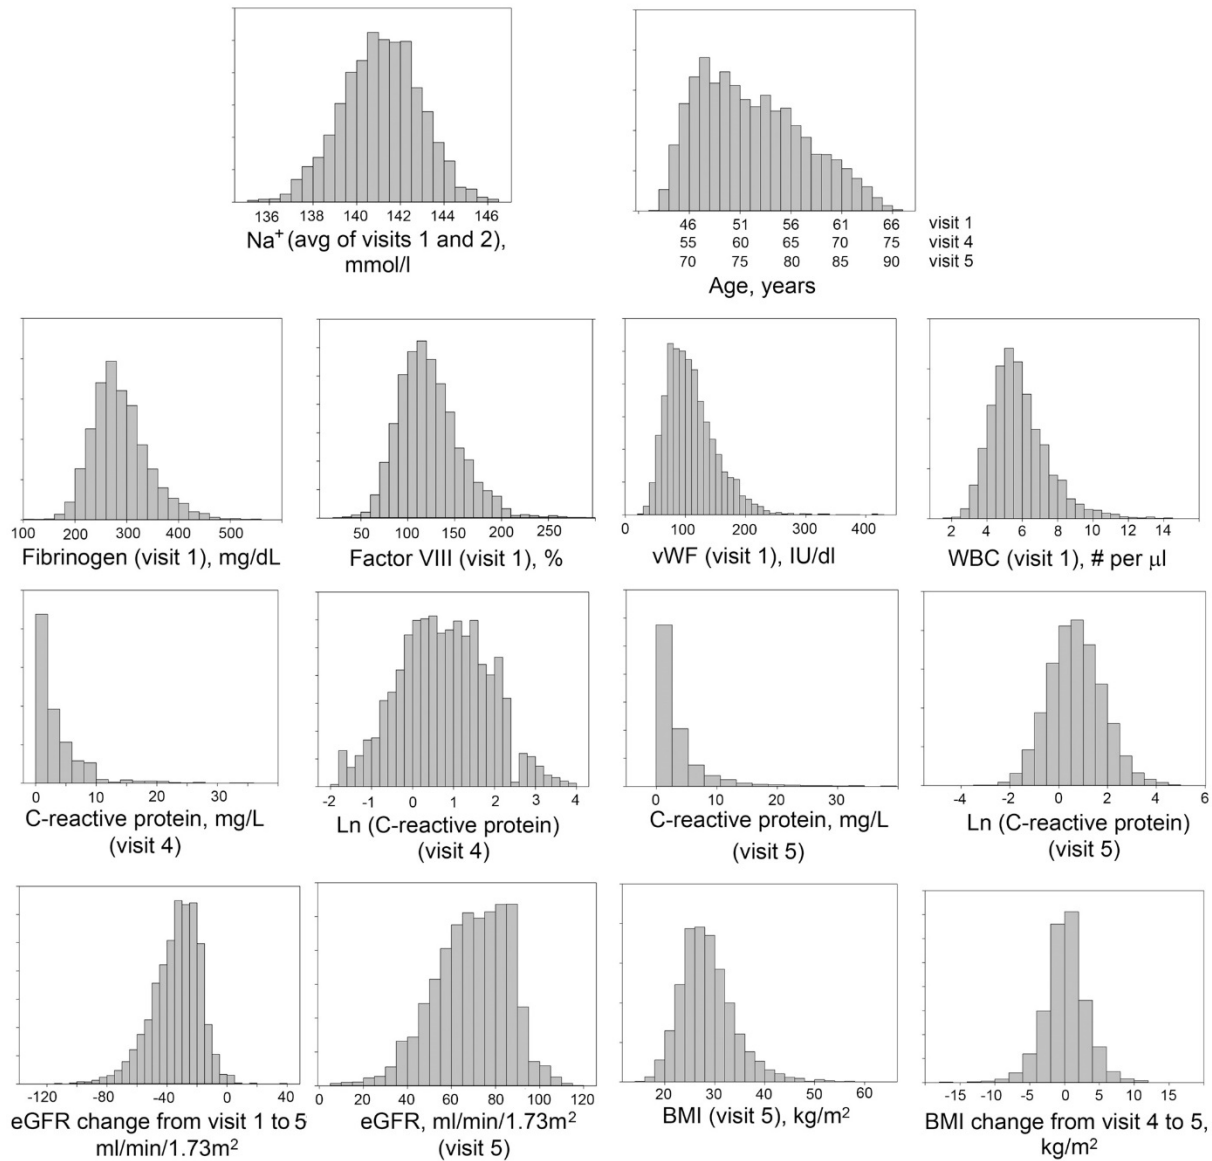 136 138 140 142 144 146
Na⁺ (avg of visits 1 and 2),
mmol/l
46 51 56 61 66 visit 1
55 60 65 70 75 visit 4
70 75 80 85 90 visit 5
Age, years
100 200 300 400 500
Fibrinogen (visit 1), mg/dL
50 100 150 200 250
Factor VIII (visit 1), %
0 100 200 300 400
vWF (visit 1), IU/dl
2 4 6 8 10 12 14
WBC (visit 1), # per μl
0 10 20 30
C-reactive protein, mg/L
(visit 4)
-2 -1 0 1 2 3 4
Ln (C-reactive protein)
(visit 4)
0 10 20 30
C-reactive protein, mg/L
(visit 5)
-4 -2 0 2 4 6
Ln (C-reactive protein)
(visit 5)
-120 -80 -40 0 40
eGFR change from visit 1 to 5
ml/min/1.73m²
0 20 40 60 80 100 120
eGFR, ml/min/1.73m²
(visit 5)
20 30 40 50 60
BMI (visit 5), kg/m²
-15 -10 -5 0 5 10 15
BMI change from visit 4 to 5,
kg/m²